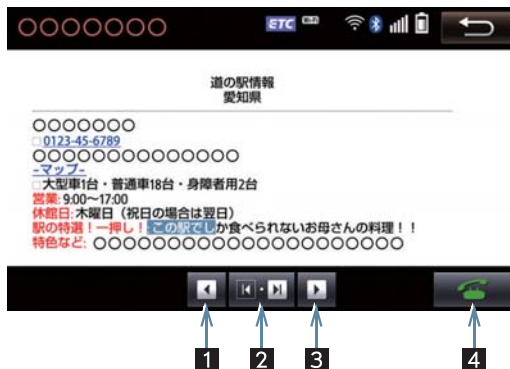 ○○○○○○○ ETC
道の駅情報
愛知県
○○○○○○○
0123-45-6789
○○○○○○○○○○○○○○
-マップ-
大型車1台・普通車18台・身障者用2台
営業: 9:00～17:00
休館日: 木曜日（祝日の場合は翌日）
駅の特選！一押し！: この駅でしか食べられないお母さんの料理！！
特色など: ○○○○○○○○○○○○○○○○○○○○○
1 2 3 4